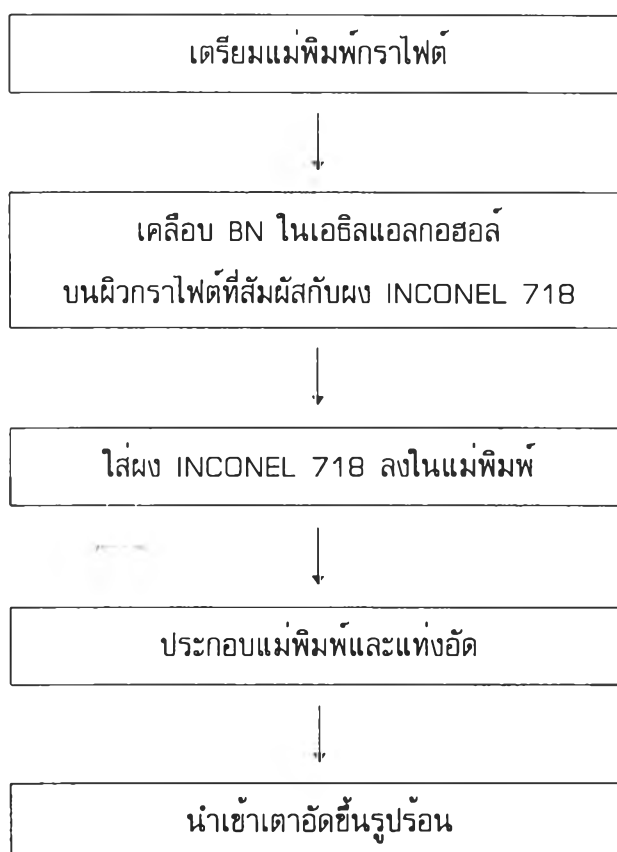 เตรียมแม่พิมพ์กราไฟต์
เคลือบ BN ในเอธิลแอลกอฮอล์
บนผิวกราไฟต์ที่สัมผัสกับผง INCONEL 718
ใส่ผง INCONEL 718 ลงในแม่พิมพ์
ประกอบแม่พิมพ์และแท่งอัด
นำเข้าเตาอัดขึ้นรูปร้อน